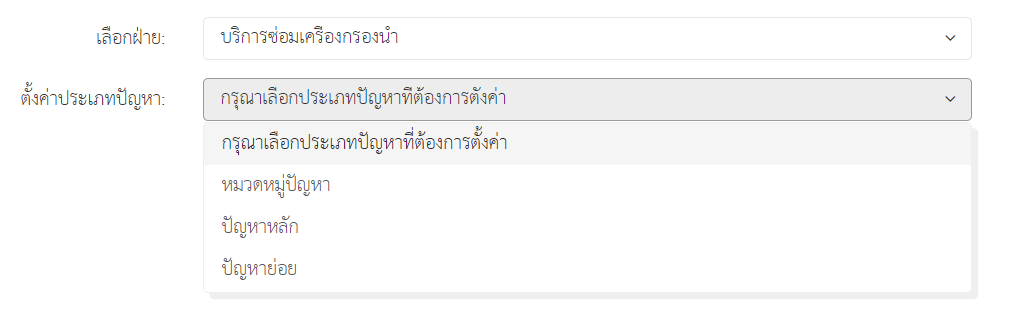 เลือกฝ่าย: บริการซ่อมเครื่องกรองน้ำ
ตั้งค่าประเภทปัญหา: กรุณาเลือกประเภทปัญหาที่ต้องการตั้งค่า
กรุณาเลือกประเภทปัญหาที่ต้องการตั้งค่า
หมวดหมู่ปัญหา
ปัญหาหลัก
ปัญหาย่อย